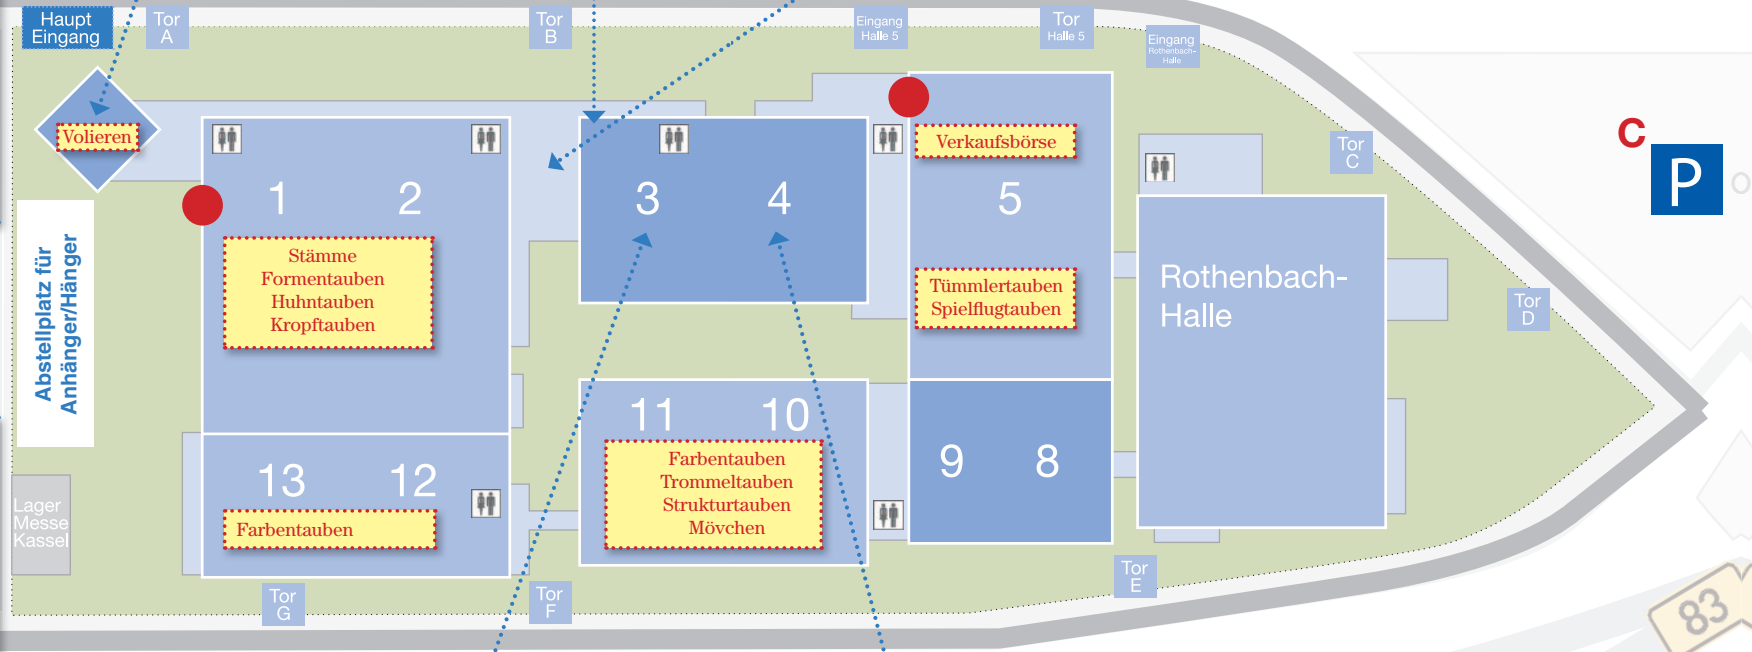 Haupt
Eingang
Tor
A
Tor
B
Eingang
Halle 5
Tor
Halle 5
Eingang
Rothenbach-
Halle
Volieren
1
2
3
4
Verkaufsbörse
5
Tor
C
C
P
Stämme
Formentauben
Huhntauben
Kropftauben
Abstellplatz für
Anhänger/Hänger
Tümmlertauben
Spielflugtauben
Rothenbach-
Halle
Tor
D
11
10
Farbentauben
Trommeltauben
Strukturtauben
Mövchen
9
8
13
12
Farbentauben
Lager
Messe
Kassel
Tor
G
Tor
F
Tor
E
83